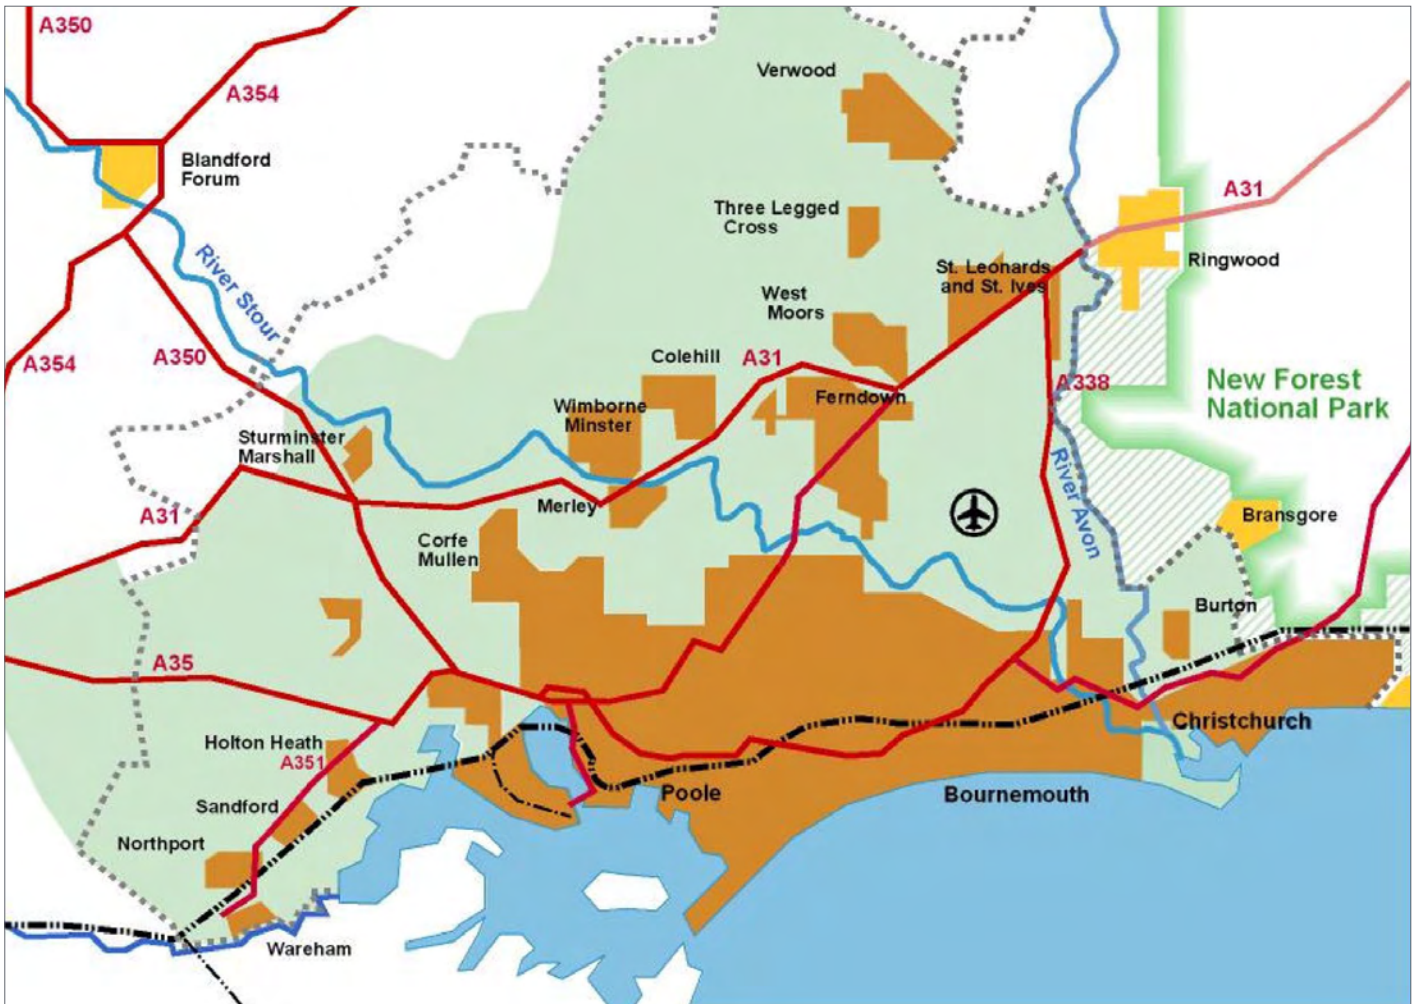 A350
Verwood
A354
Blandford
Forum
A31
Three Legged
Cross
River Stour
St. Leonards
and St. Ives
Ringwood
West
Moors
A354
A350
Colehill
A31
A338
New Forest
National Park
Ferndown
Wimborne
Minster
Sturminster
Marshall
River Avon
Merley
A31
Bransgore
Corfe
Mullen
Burton
A35
Christchurch
Holton Heath
A351
Poole
Bournemouth
Sandford
Northport
Wareham